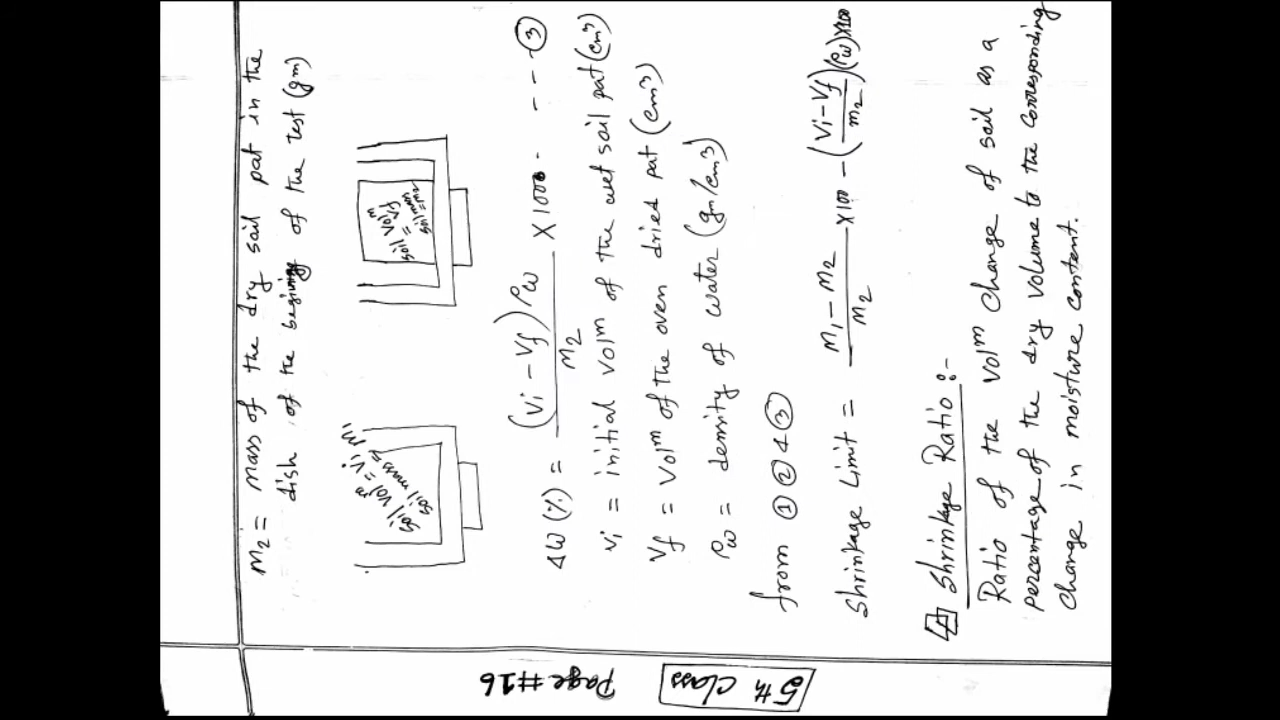 5th class
Page #16
M2 = mass of the dry soil pat in the
dish of the begining of the test (gm)
soil volm = Vi
soil mass = M1
soil volm
= Vf
soil mass
= M2
ΔW (%) = (Vi - Vf) ρw / M2 × 100 - - - - ③
Vi = initial volm of the wet soil pat (cm3)
Vf = volm of the oven dried pat (cm3)
ρw = density of water (gm/cm3)
from ① ② & ③
Shrinkage Limit = M1 - M2 / M2 × 100 - (Vi - Vf / M2) (ρw) × 100
Shrinkage Ratio :-
Ratio of the volm change of soil as a
percentage of the dry volume to the corresponding
change in moisture content.